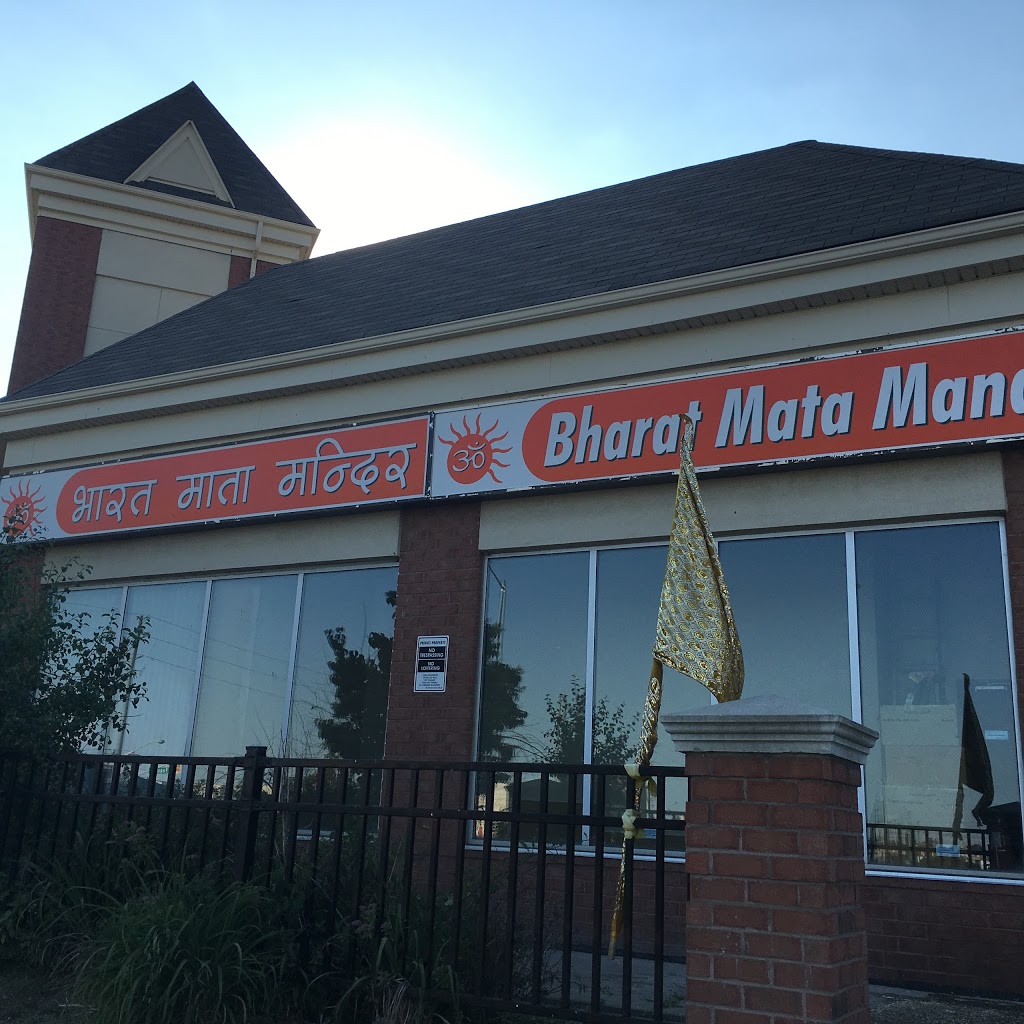 ॐ
भारत माता मन्दिर
ॐ
Bharat Mata Mand
PRIVATE PROPERTY
NO
TRESPASSING
NO
LOITERING